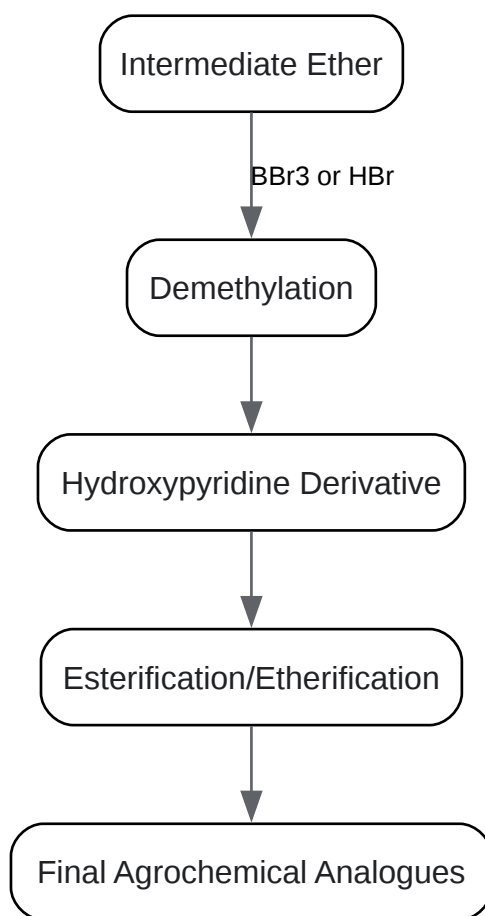 Intermediate Ether
BBr3 or HBr
Demethylation
Hydroxypyridine Derivative
Esterification/Etherification
Final Agrochemical Analogues